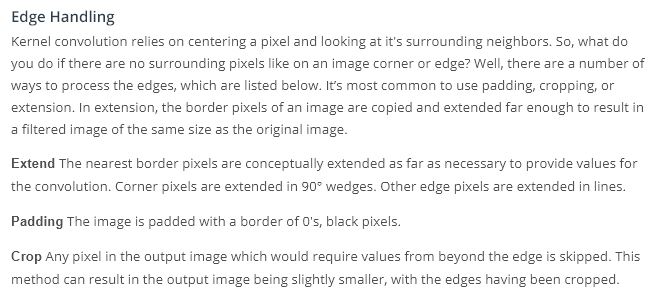 Edge Handling
Kernel convolution relies on centering a pixel and looking at it's surrounding neighbors. So, what do
you do if there are no surrounding pixels like on an image corner or edge? Well, there are a number of
ways to process the edges, which are listed below. It’s most common to use padding, cropping, or
extension. In extension, the border pixels of an image are copied and extended far enough to result in
a filtered image of the same size as the original image.
Extend The nearest border pixels are conceptually extended as far as necessary to provide values for
the convolution. Corner pixels are extended in 90° wedges. Other edge pixels are extended in lines.
Padding The image is padded with a border of 0's, black pixels.
Crop Any pixel in the output image which would require values from beyond the edge is skipped. This
method can result in the output image being slightly smaller, with the edges having been cropped.